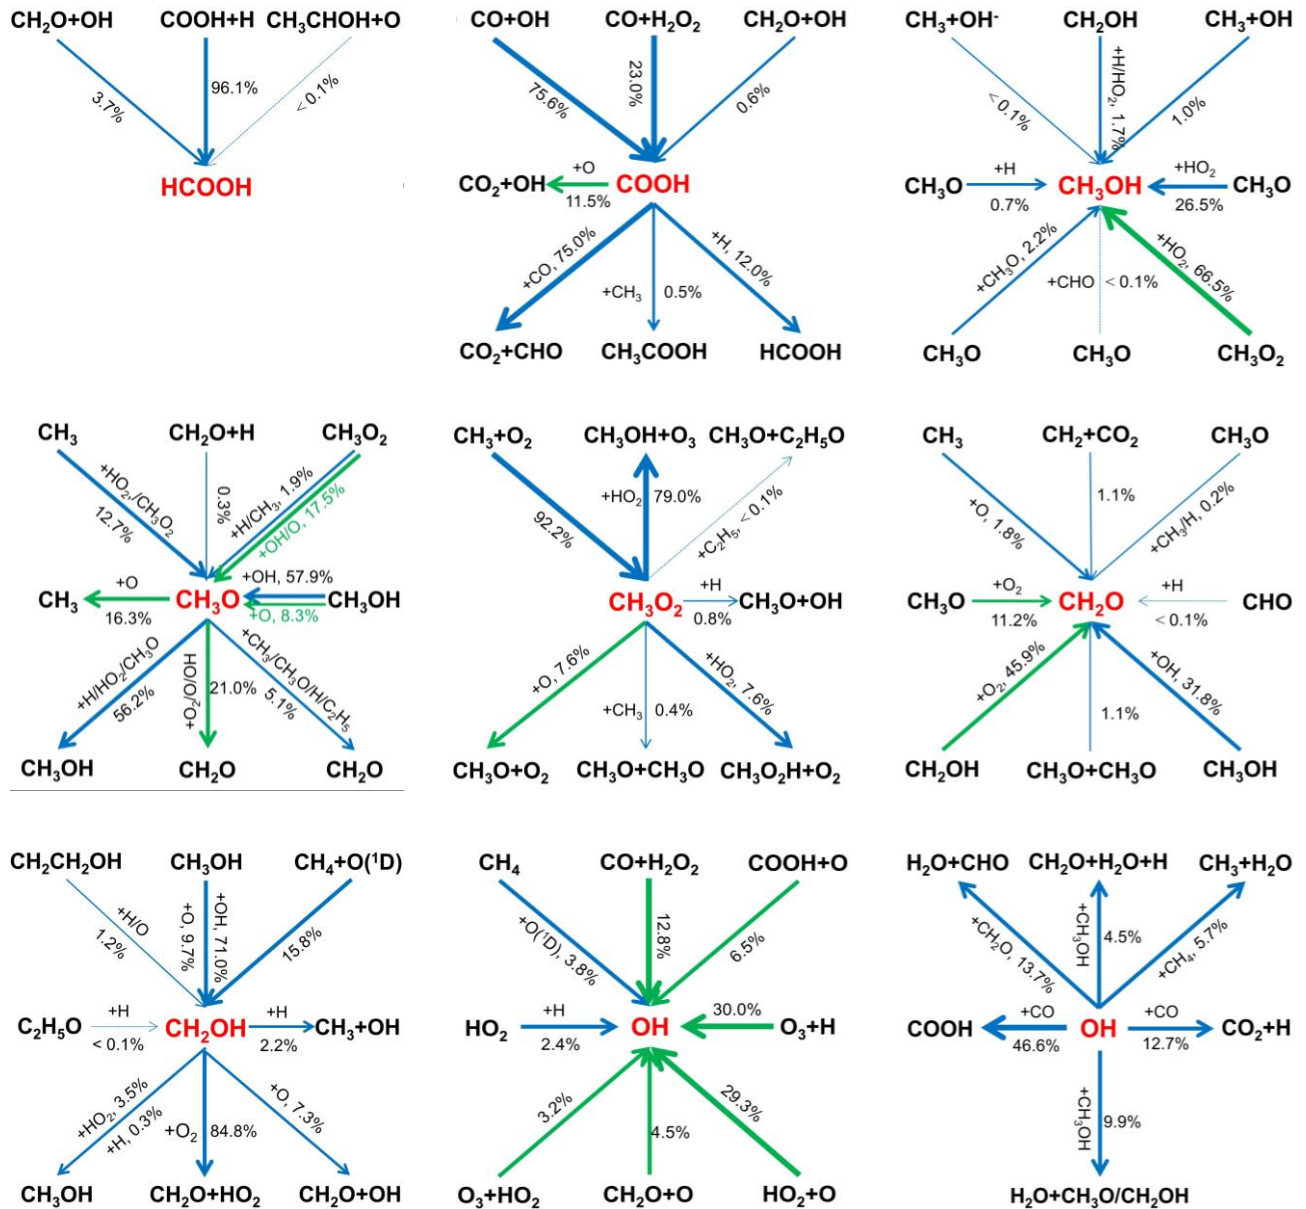 CH₂O+OH COOH+H CH₃CHOH+O
3.7%
96.1%
< 0.1%
HCOOH
CO+OH CO+H₂O₂ CH₂O+OH
75.6%
23.0%
0.6%
CO₂+OH
+O
11.5%
COOH
+CO, 75.0%
+CH₃ 0.5%
+H, 12.0%
CO₂+CHO CH₃COOH HCOOH
CH₃+OH⁻ CH₂OH CH₃+OH
< 0.1%
+H/HO₂, 1.7%
1.0%
CH₃O
+H
0.7%
CH₃OH
+HO₂
26.5%
CH₃O
+CH₃O, 2.2%
+CHO < 0.1%
+HO₂, 66.5%
CH₃O CH₃O CH₃O₂
CH₃ CH₂O+H CH₃O₂
+HO₂,/CH₃O₂
12.7%
0.3%
+H/CH₃, 1.9%
+OH/O, 17.5%
CH₃
+O
16.3%
CH₃O
+OH, 57.9%
+O, 8.3%
CH₃OH
+H/HO₂/CH₃O
56.2%
+O₂/O/OH
21.0%
+CH₃/CH₃O/H/C₂H₅
5.1%
CH₃OH CH₂O CH₂O
CH₃+O₂ CH₃OH+O₃ CH₃O+C₂H₅O
92.2%
+HO₂ 79.0%
+C₂H₅, < 0.1%
CH₃O₂
+H
0.8%
CH₃O+OH
+O, 7.6%
+CH₃ 0.4%
+HO₂, 7.6%
CH₃O+O₂ CH₃O+CH₃O CH₃O₂H+O₂
CH₃ CH₂+CO₂ CH₃O
+O, 1.8%
1.1%
+CH₃/H, 0.2%
CH₃O
+O₂
11.2%
CH₂O
+H
< 0.1%
CHO
+O₂, 45.9%
1.1%
+OH, 31.8%
CH₂OH CH₃O+CH₃O CH₃OH
CH₂CH₂OH CH₃OH CH₄+O(¹D)
+H/O
1.2%
+O, 9.7%
+OH, 71.0%
15.8%
C₂H₅O
+H
< 0.1%
CH₂OH
+H
2.2%
CH₃+OH
+HO₂, 3.5%
+H, 0.3%
+O₂ 84.8%
+O, 7.3%
CH₃OH CH₂O+HO₂ CH₂O+OH
CH₄ CO+H₂O₂ COOH+O
+O(¹D), 3.8%
12.8%
6.5%
HO₂
+H
2.4%
OH
30.0%
O₃+H
3.2%
4.5%
29.3%
O₃+HO₂ CH₂O+O HO₂+O
H₂O+CHO CH₂O+H₂O+H CH₃+H₂O
+CH₂O, 13.7%
+CH₃OH
4.5%
+CH₄, 5.7%
COOH
+CO
46.6%
OH
+CO
12.7%
CO₂+H
+CH₃OH
9.9%
H₂O+CH₃O/CH₂OH